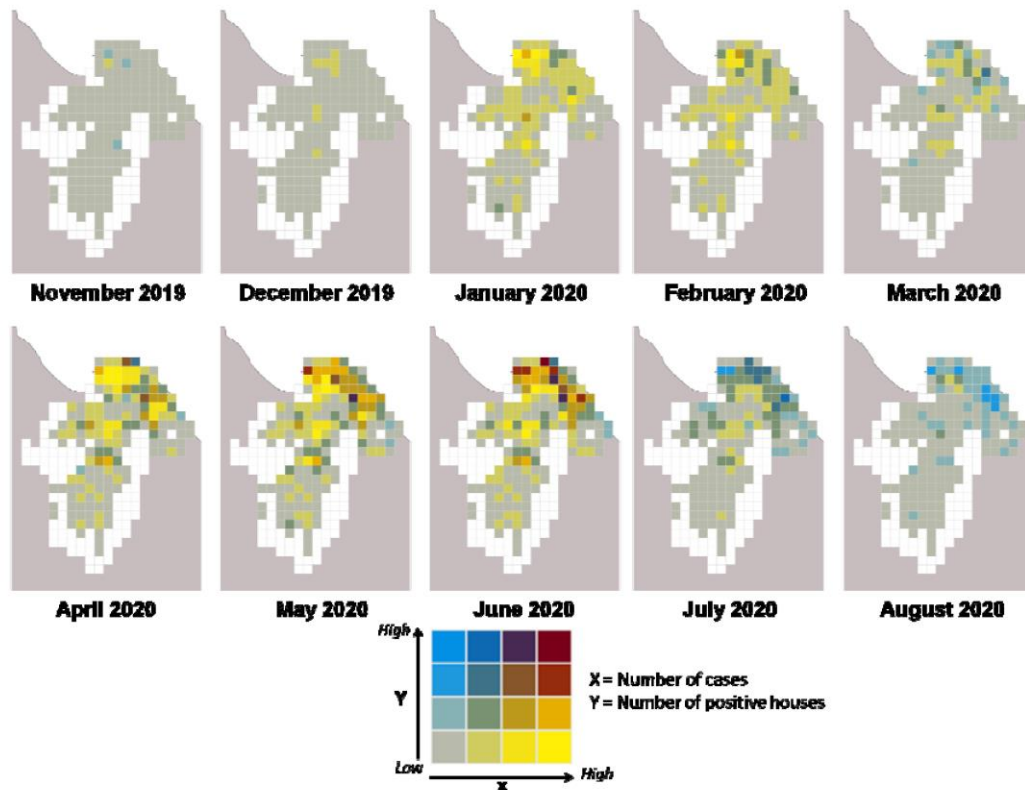 November 2019
December 2019
January 2020
February 2020
March 2020
April 2020
May 2020
June 2020
July 2020
August 2020
High
Y
Low
X
High
X = Number of cases
Y = Number of positive houses